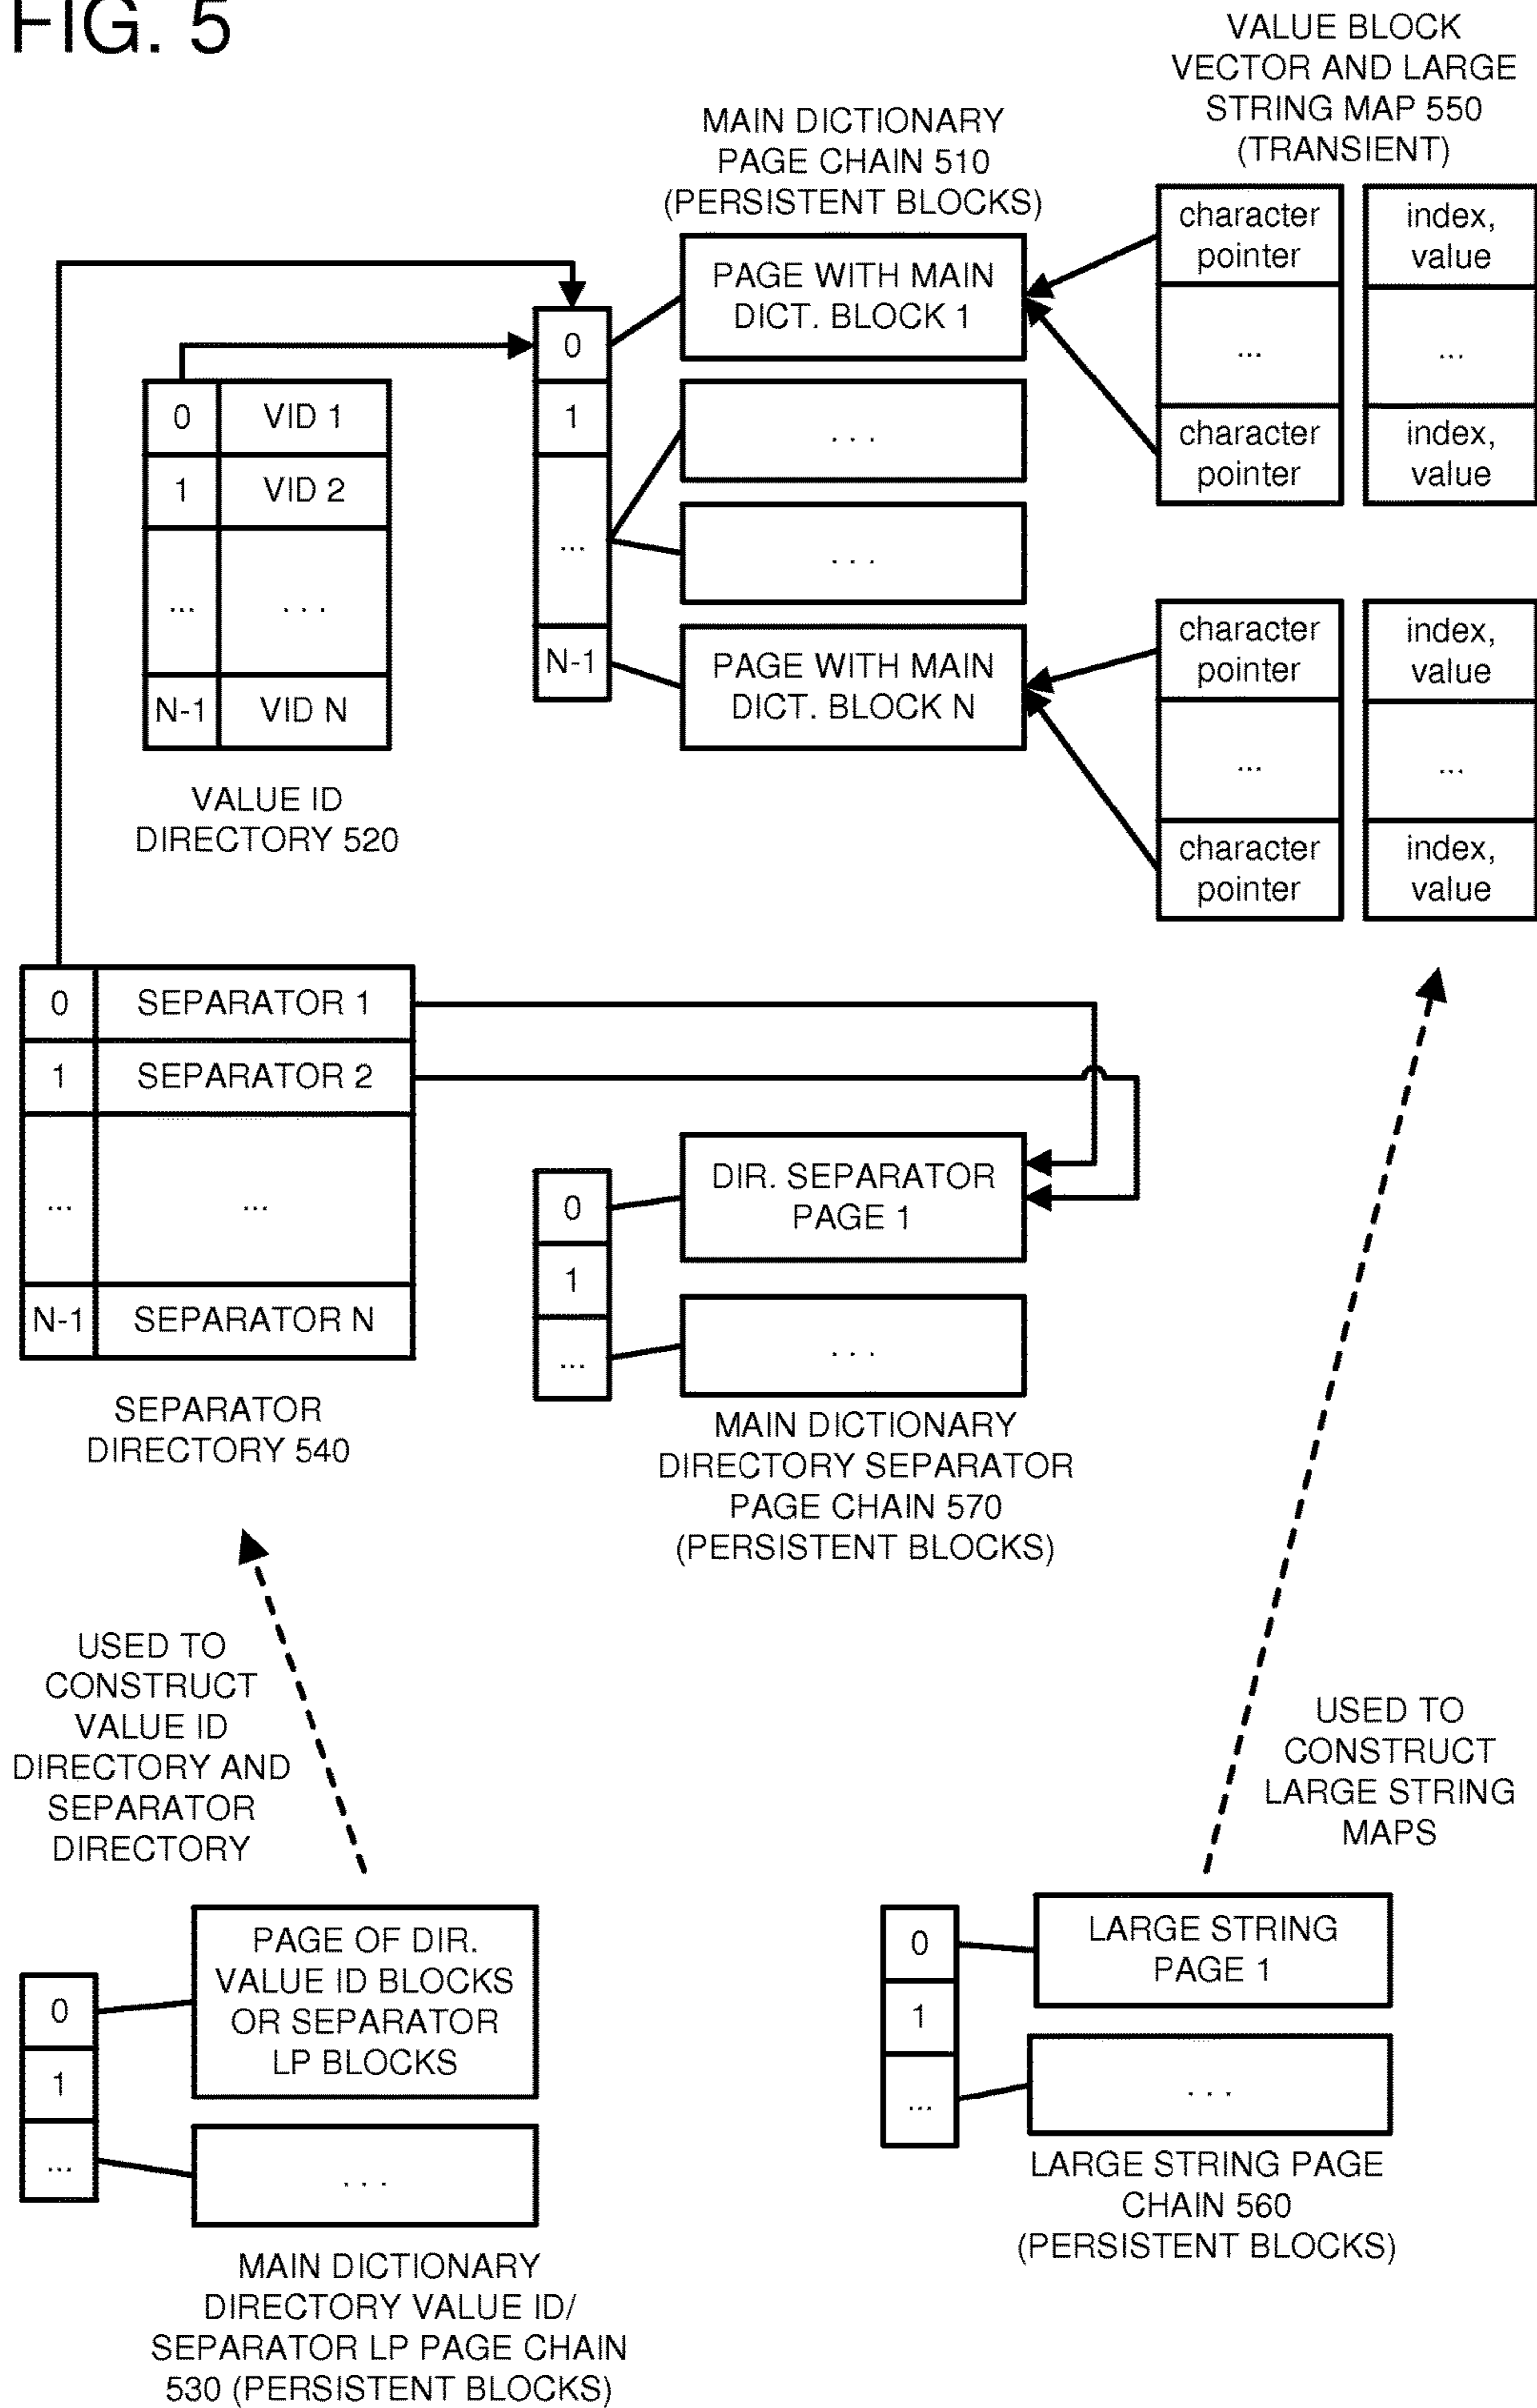 FIG. 5
VALUE BLOCK
VECTOR AND LARGE
STRING MAP 550
(TRANSIENT)
MAIN DICTIONARY
PAGE CHAIN 510
(PERSISTENT BLOCKS)
character
pointer
index,
value
...
...
character
pointer
index,
value
PAGE WITH MAIN
DICT. BLOCK 1
. . .
. . .
PAGE WITH MAIN
DICT. BLOCK N
0
1
...
N-1
0
VID 1
1
VID 2
...
. . .
N-1
VID N
VALUE ID
DIRECTORY 520
character
pointer
index,
value
...
...
character
pointer
index,
value
0
SEPARATOR 1
1
SEPARATOR 2
...
...
N-1
SEPARATOR N
SEPARATOR
DIRECTORY 540
0
1
...
DIR. SEPARATOR
PAGE 1
. . .
MAIN DICTIONARY
DIRECTORY SEPARATOR
PAGE CHAIN 570
(PERSISTENT BLOCKS)
USED TO
CONSTRUCT
VALUE ID
DIRECTORY AND
SEPARATOR
DIRECTORY
USED TO
CONSTRUCT
LARGE STRING
MAPS
0
1
...
PAGE OF DIR.
VALUE ID BLOCKS
OR SEPARATOR
LP BLOCKS
. . .
MAIN DICTIONARY
DIRECTORY VALUE ID/
SEPARATOR LP PAGE CHAIN
530 (PERSISTENT BLOCKS)
0
1
...
LARGE STRING
PAGE 1
. . .
LARGE STRING PAGE
CHAIN 560
(PERSISTENT BLOCKS)